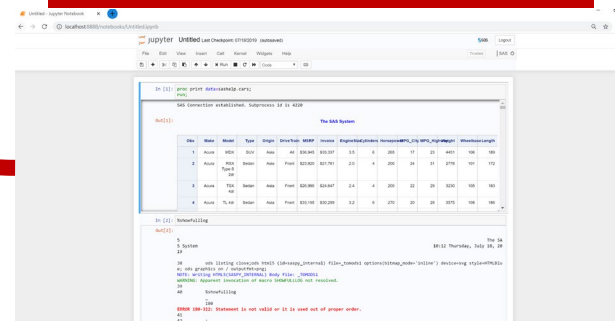 Untitled - Jupyter Notebook
localhost:8888/notebooks/Untitled.ipynb
jupyter Untitled Last Checkpoint: 07/18/2019 (autosaved)
Logout
File Edit View Insert Cell Kernel Widgets Help
Trusted SAS
Run Code
In [1]: proc print data=sashelp.cars;
run;
SAS Connection established. Subprocess id is 4220
Out[1]:
The SAS System
Obs Make Model Type Origin DriveTrain MSRP Invoice EngineSize Cylinders Horsepower MPG_City MPG_Highway Weight Wheelbase Length
1 Acura MDX SUV Asia All $36,945 $33,337 3.5 6 265 17 23 4451 106 189
2 Acura RSX Type S 2dr Sedan Asia Front $23,820 $21,761 2.0 4 200 24 31 2778 101 172
3 Acura TSX 4dr Sedan Asia Front $26,990 $24,647 2.4 4 200 22 29 3230 105 183
4 Acura TL 4dr Sedan Asia Front $33,195 $30,299 3.2 6 270 20 28 3575 108 186
In [2]: %showfulllog
Out[2]:
5 The SA
S System 10:12 Thursday, July 18, 20
19
38 ods listing close;ods html5 (id=saspy_internal) file=_tomods1 options(bitmap_mode='inline') device=svg style=HTMLBlu
e; ods graphics on / outputfmt=png;
NOTE: Writing HTML5(SASPY_INTERNAL) Body file: _TOMODS1
WARNING: Apparent invocation of macro SHOWFULLLOG not resolved.
39
40 %showfulllog
_
180
ERROR 180-322: Statement is not valid or it is used out of proper order.
41
42